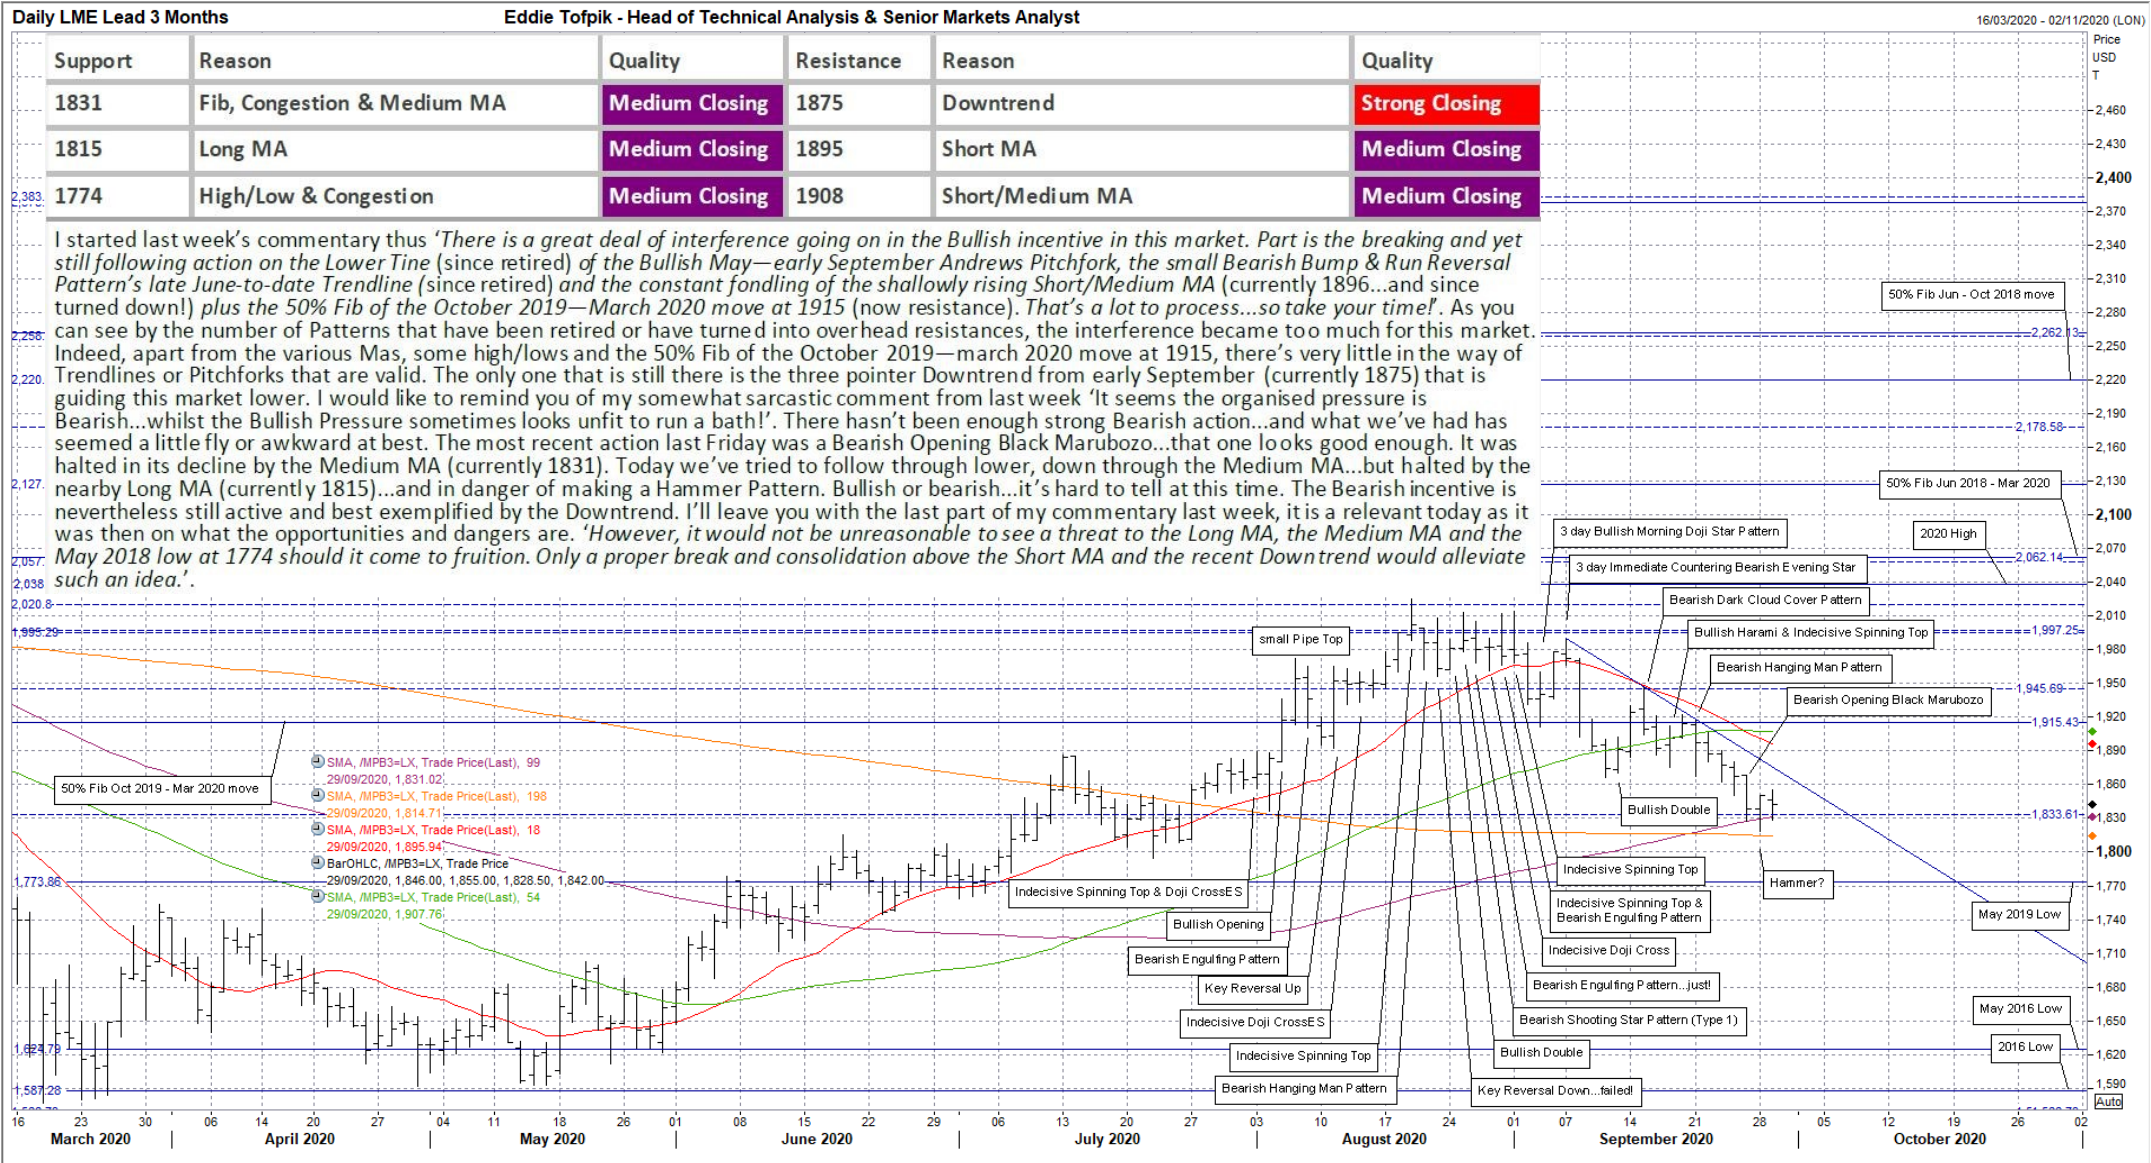 Daily LME Lead 3 Months
Eddie Tofpik - Head of Technical Analysis & Senior Markets Analyst
16/03/2020 - 02/11/2020 (LON)
Support Reason Quality Resistance Reason Quality
1831 Fib, Congestion & Medium MA Medium Closing 1875 Downtrend Strong Closing
1815 Long MA Medium Closing 1895 Short MA Medium Closing
1774 High/Low & Congestion Medium Closing 1908 Short/Medium MA Medium Closing
I started last week's commentary thus 'There is a great deal of interference going on in the Bullish incentive in this market. Part is the breaking and yet
still following action on the Lower Tine (since retired) of the Bullish May—early September Andrews Pitchfork, the small Bearish Bump & Run Reversal
Pattern's late June-to-date Trendline (since retired) and the constant fondling of the shallowly rising Short/Medium MA (currently 1896...and since
turned down!) plus the 50% Fib of the October 2019—March 2020 move at 1915 (now resistance). That's a lot to process...so take your time!'. As you
can see by the number of Patterns that have been retired or have turned into overhead resistances, the interference became too much for this market.
Indeed, apart from the various Mas, some high/lows and the 50% Fib of the October 2019—march 2020 move at 1915, there's very little in the way of
Trendlines or Pitchforks that are valid. The only one that is still there is the three pointer Downtrend from early September (currently 1875) that is
guiding this market lower. I would like to remind you of my somewhat sarcastic comment from last week 'It seems the organised pressure is
Bearish...whilst the Bullish Pressure sometimes looks unfit to run a bath!'. There hasn't been enough strong Bearish action...and what we've had has
seemed a little fly or awkward at best. The most recent action last Friday was a Bearish Opening Black Marubozo...that one looks good enough. It was
halted in its decline by the Medium MA (currently 1831). Today we've tried to follow through lower, down through the Medium MA...but halted by the
nearby Long MA (currently 1815)...and in danger of making a Hammer Pattern. Bullish or bearish...it's hard to tell at this time. The Bearish incentive is
nevertheless still active and best exemplified by the Downtrend. I'll leave you with the last part of my commentary last week, it is a relevant today as it
was then on what the opportunities and dangers are. 'However, it would not be unreasonable to see a threat to the Long MA, the Medium MA and the
May 2018 low at 1774 should it come to fruition. Only a proper break and consolidation above the Short MA and the recent Downtrend would alleviate
such an idea.'.
Price
USD
T
2,460
2,430
2,400
2,370
2,340
2,310
2,280
2,250
2,220
2,190
2,160
2,130
2,100
2,070
2,040
2,010
1,980
1,950
1,920
1,890
1,860
1,830
1,800
1,770
1,740
1,710
1,680
1,650
1,620
1,590
Auto
2,383.
2,258.
2,220.
2,127.
2,057.
2,038
2,020.8
1,995.29
1,773.86
1,624.79
1,587.28
50% Fib Jun - Oct 2018 move
2,262.13
2,178.58
50% Fib Jun 2018 - Mar 2020
2020 High
2,062.14
1,997.25
1,945.69
1,915.43
1,833.61
3 day Bullish Morning Doji Star Pattern
3 day Immediate Countering Bearish Evening Star
Bearish Dark Cloud Cover Pattern
Bullish Harami & Indecisive Spinning Top
Bearish Hanging Man Pattern
Bearish Opening Black Marubozo
small Pipe Top
50% Fib Oct 2019 - Mar 2020 move
SMA, /MPB3=LX, Trade Price(Last), 99
29/09/2020, 1,831.02
SMA, /MPB3=LX, Trade Price(Last), 198
29/09/2020, 1,814.71
SMA, /MPB3=LX, Trade Price(Last), 18
29/09/2020, 1,895.94
BarOHLC, /MPB3=LX, Trade Price
29/09/2020, 1,846.00, 1,855.00, 1,828.50, 1,842.00
SMA, /MPB3=LX, Trade Price(Last), 54
29/09/2020, 1,907.76
Bullish Double
Indecisive Spinning Top
Hammer?
Indecisive Spinning Top & Doji CrossES
Bullish Opening
Indecisive Spinning Top &
Bearish Engulfing Pattern
May 2019 Low
Bearish Engulfing Pattern
Indecisive Doji Cross
Key Reversal Up
Bearish Engulfing Pattern...just!
Indecisive Doji CrossES
Bearish Shooting Star Pattern (Type 1)
May 2016 Low
Indecisive Spinning Top
Bullish Double
2016 Low
Bearish Hanging Man Pattern
Key Reversal Down...failed!
16 23 30 06 14 20 27 04 11 18 26 01 08 15 22 29 06 13 20 27 03 10 17 24 01 07 14 21 28 05 12 19 26 02
March 2020 April 2020 May 2020 June 2020 July 2020 August 2020 September 2020 October 2020